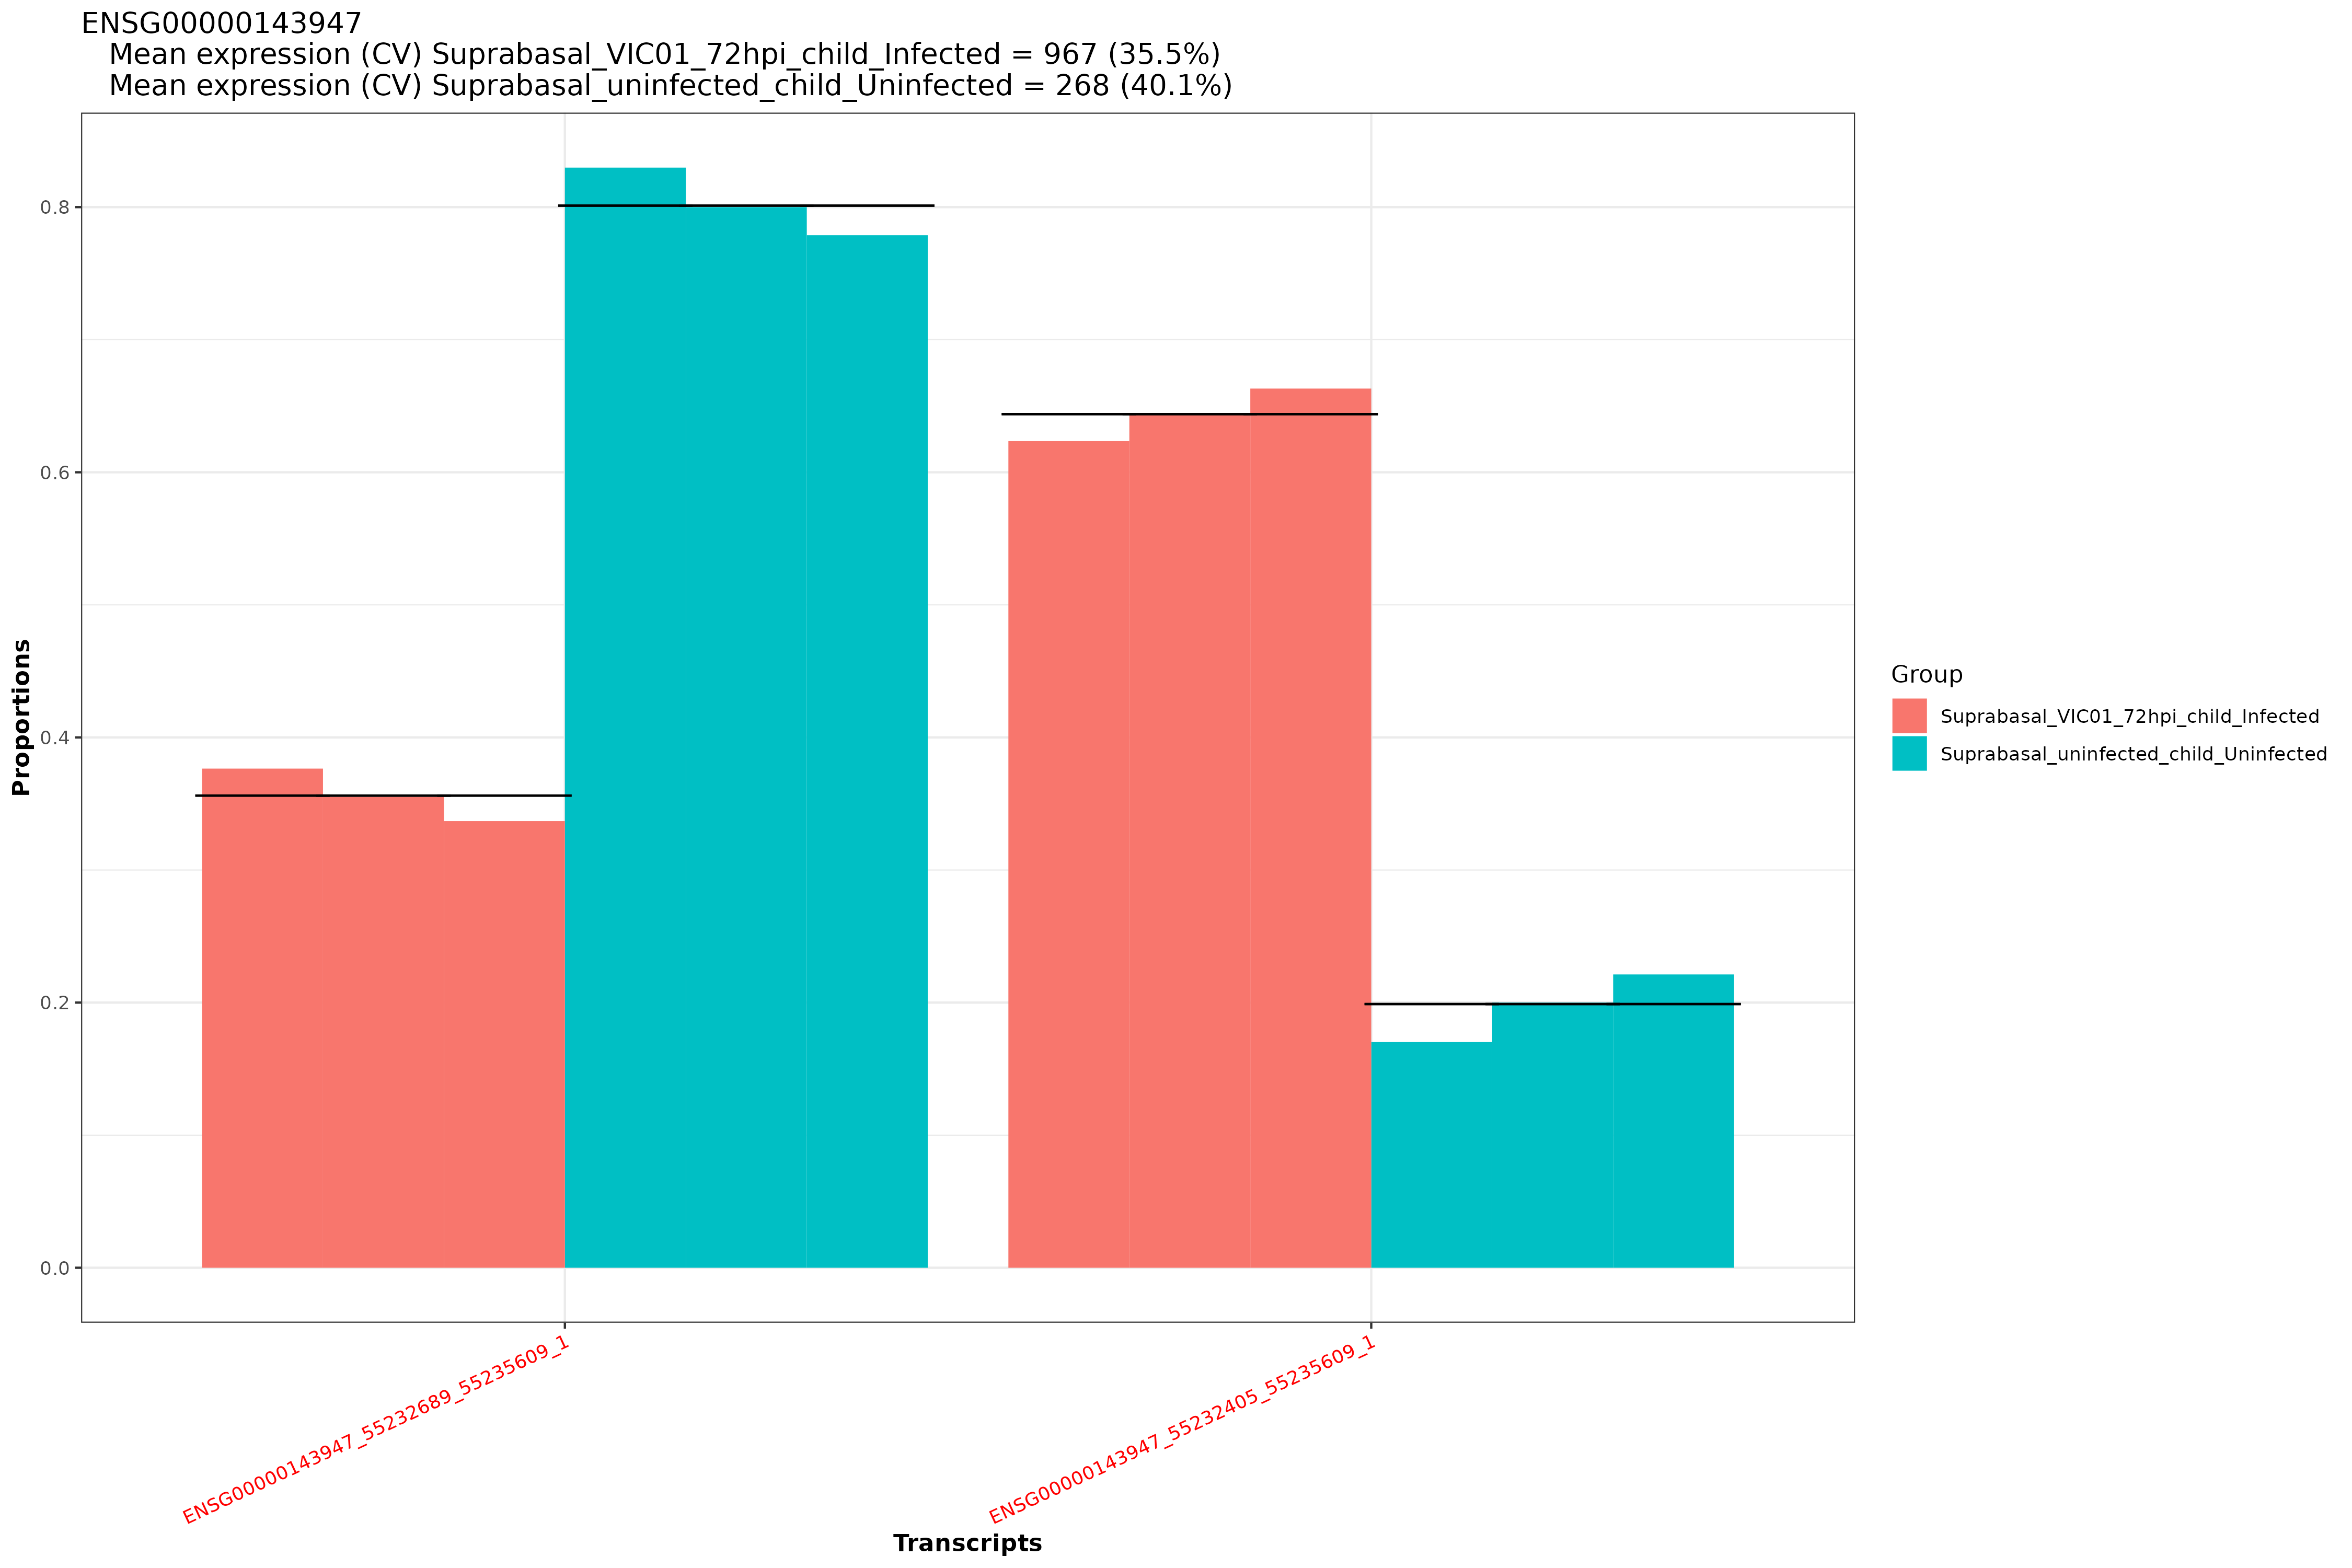 ENSG00000143947
Mean expression (CV) Suprabasal_VIC01_72hpi_child_Infected = 967 (35.5%)
Mean expression (CV) Suprabasal_uninfected_child_Uninfected = 268 (40.1%)
0.8
0.6
0.4
0.2
0.0
Proportions
ENSG00000143947_55232689_55235609_1
ENSG00000143947_55232405_55235609_1
Transcripts
Group
Suprabasal_VIC01_72hpi_child_Infected
Suprabasal_uninfected_child_Uninfected